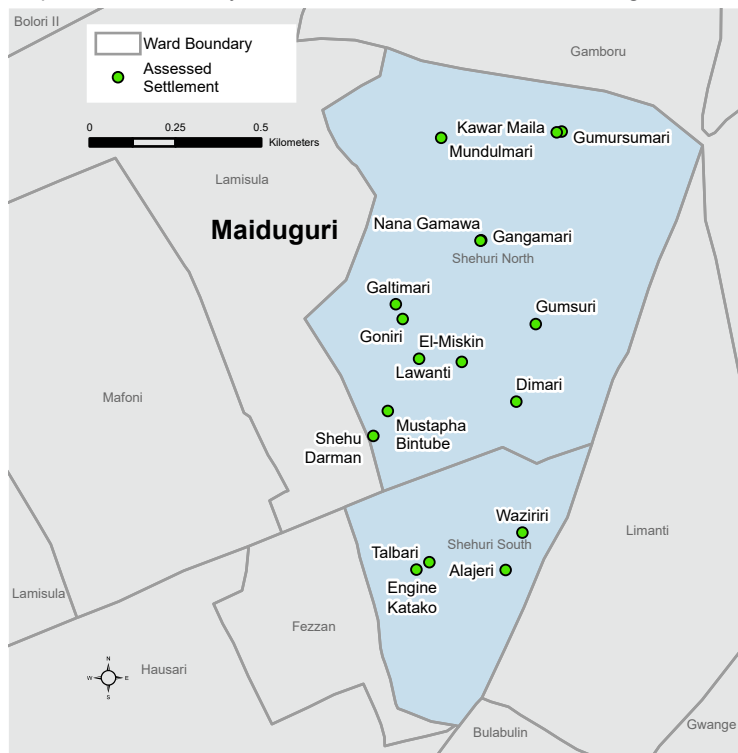 Bolori II
Ward Boundary
Assessed
Settlement
Gamboru
0 0.25 0.5
Kilometers
Kawar Maila
Gumursumari
Mundulmari
Lamisula
Maiduguri
Nana Gamawa
Gangamari
Shehuri North
Galtimari
Gumsuri
Goniri
El-Miskin
Lawanti
Dimari
Mafoni
Mustapha
Bintube
Shehu
Darman
Waziriri
Limanti
Shehuri South
Talbari
Alajeri
Engine
Katako
Lamisula
Fezzan
N
W E
S
Hausari
Gwange
Bulabulin